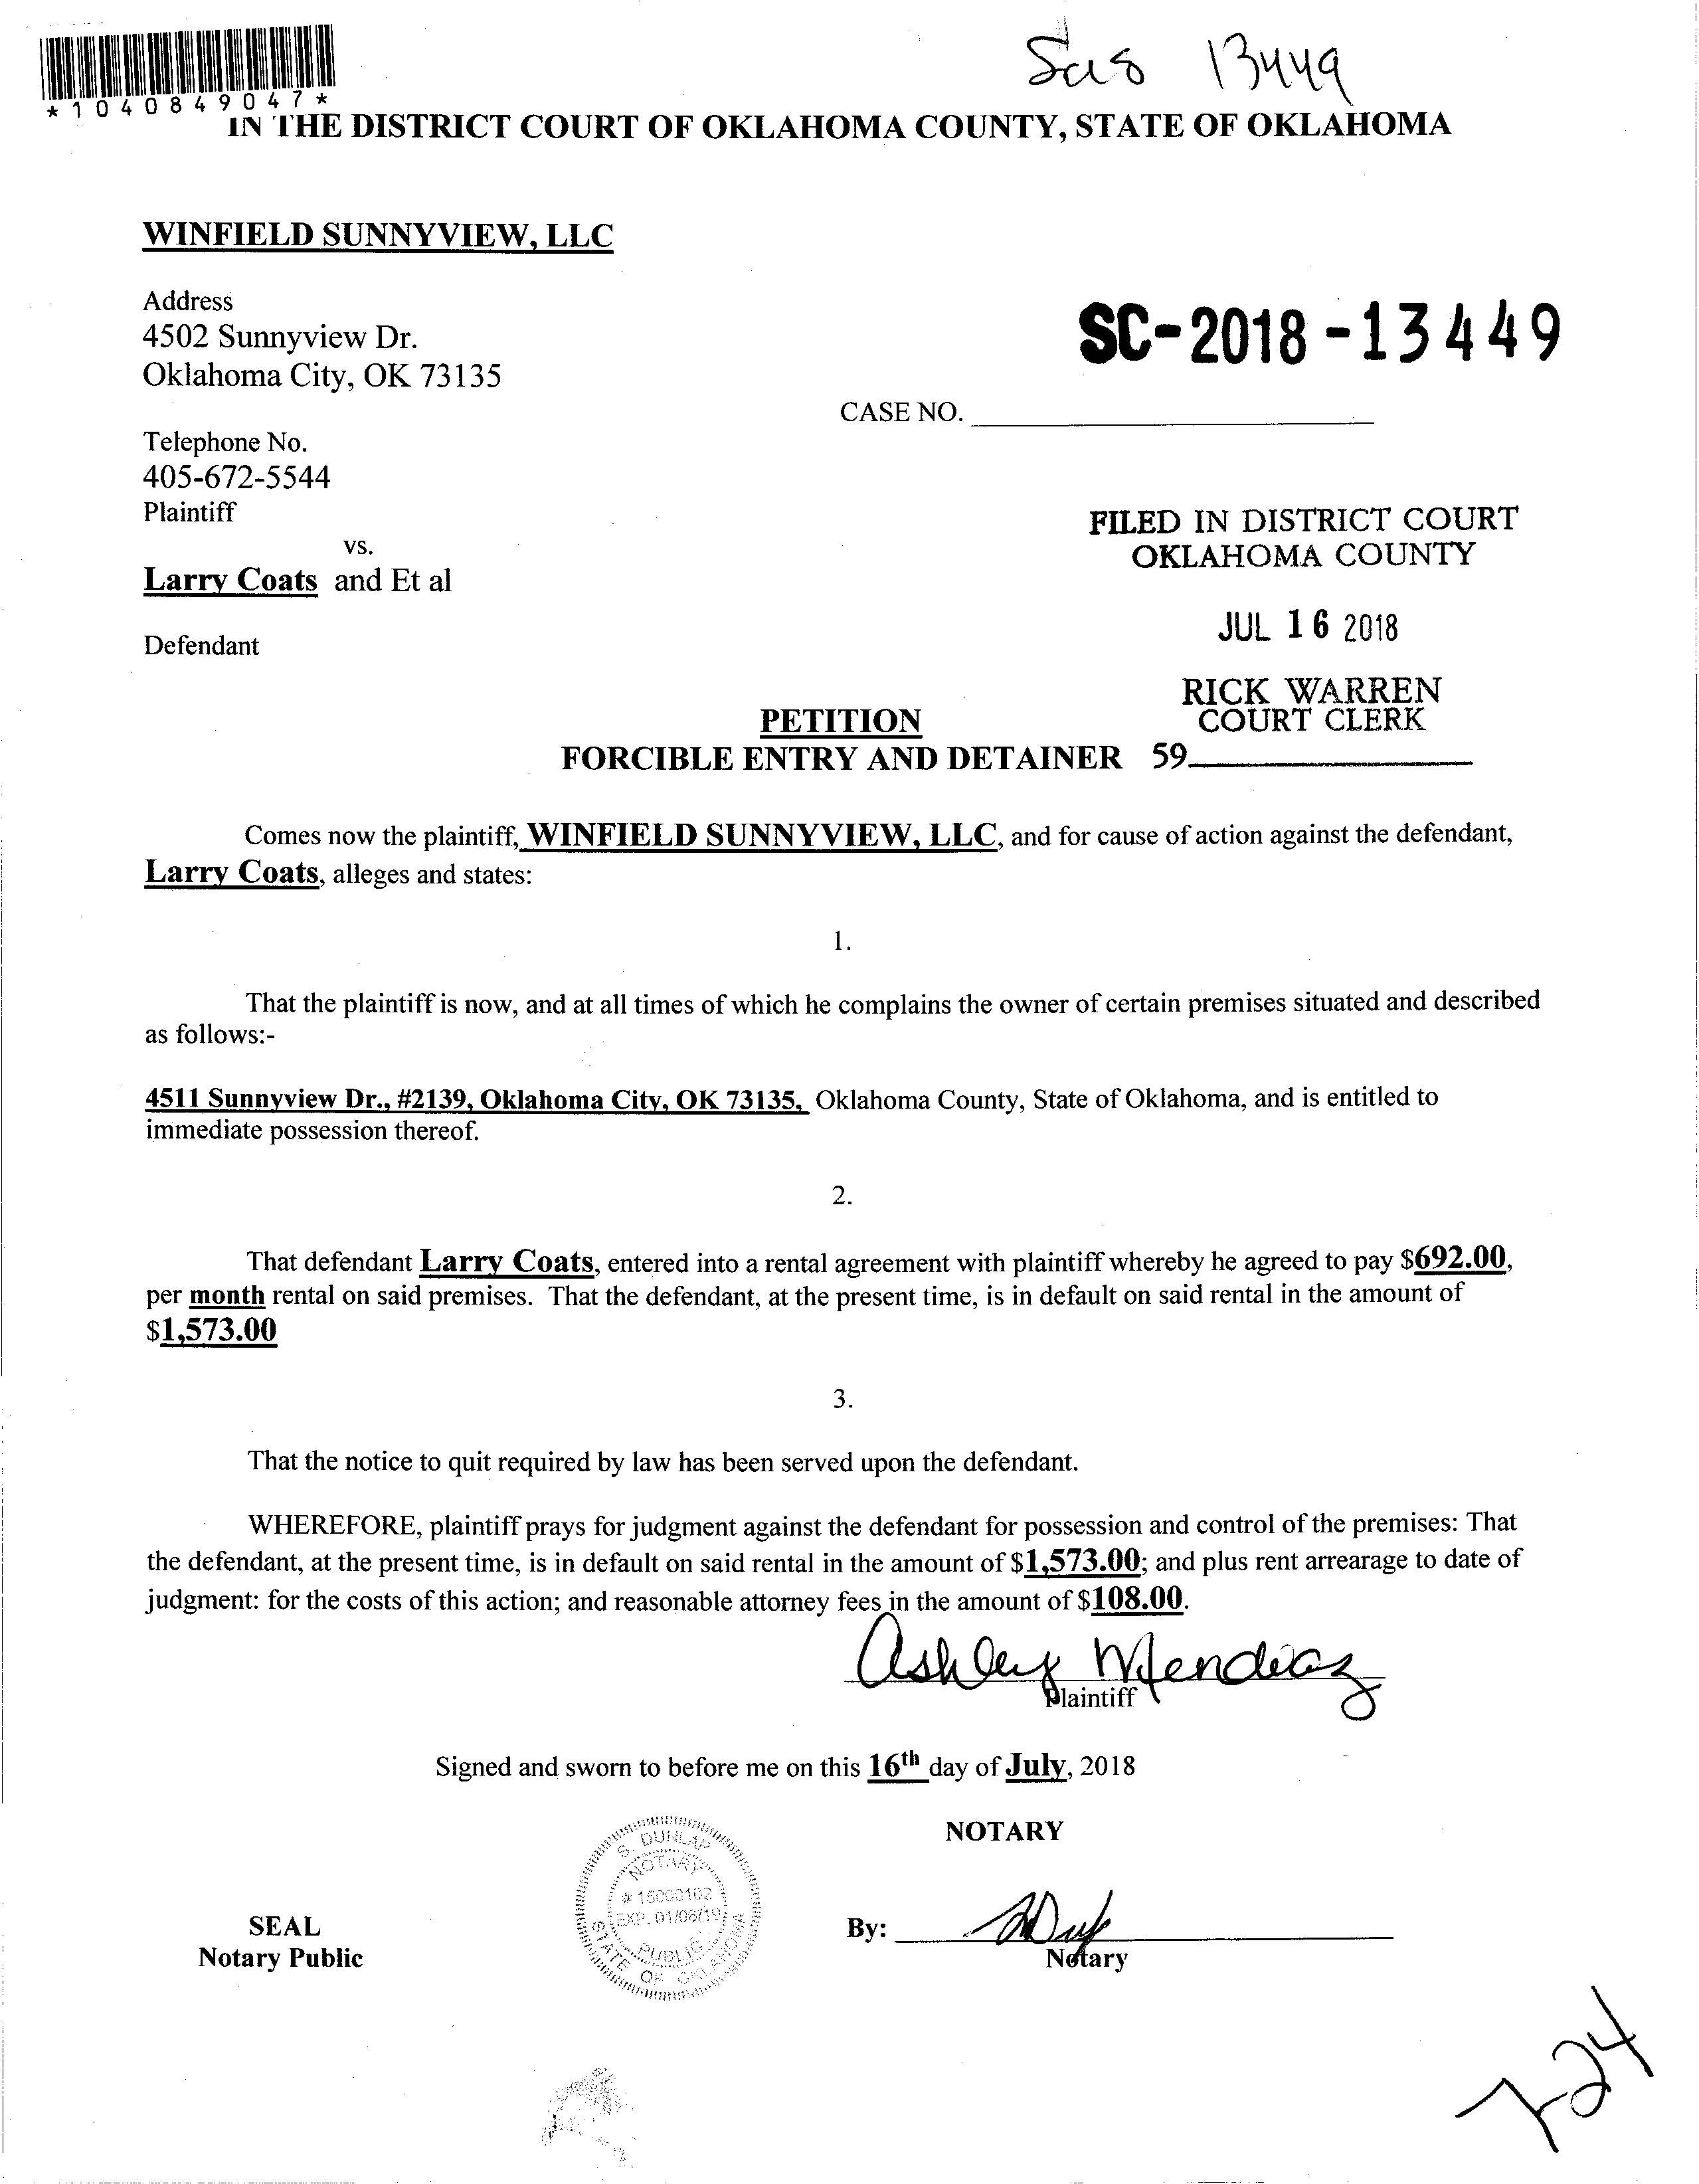 Sas 13449
*1040849047*
IN THE DISTRICT COURT OF OKLAHOMA COUNTY, STATE OF OKLAHOMA
WINFIELD SUNNYVIEW, LLC
Address
4502 Sunnyview Dr.
Oklahoma City, OK 73135
SC-2018-13449
CASE NO.
Telephone No.
405-672-5544
Plaintiff
vs.
Larry Coats and Et al
Defendant
FILED IN DISTRICT COURT
OKLAHOMA COUNTY
JUL 16 2018
RICK WARREN
COURT CLERK
59
PETITION
FORCIBLE ENTRY AND DETAINER
Comes now the plaintiff, WINFIELD SUNNYVIEW, LLC, and for cause of action against the defendant,
Larry Coats, alleges and states:
1.
That the plaintiff is now, and at all times of which he complains the owner of certain premises situated and described
as follows:-
4511 Sunnyview Dr., #2139, Oklahoma City, OK 73135, Oklahoma County, State of Oklahoma, and is entitled to
immediate possession thereof.
2.
That defendant Larry Coats, entered into a rental agreement with plaintiff whereby he agreed to pay $692.00,
per month rental on said premises. That the defendant, at the present time, is in default on said rental in the amount of
$1,573.00
3.
That the notice to quit required by law has been served upon the defendant.
WHEREFORE, plaintiff prays for judgment against the defendant for possession and control of the premises: That
the defendant, at the present time, is in default on said rental in the amount of $1,573.00; and plus rent arrearage to date of
judgment: for the costs of this action; and reasonable attorney fees in the amount of $108.00.
Ashley Mendiaz
Plaintiff
Signed and sworn to before me on this 16th day of July, 2018
NOTARY
S. DUNLAP
NOTARY
# 15000102
EXP. 01/06/19
PUBLIC
STATE OF OKLAHOMA
SEAL
Notary Public
By:
Notary
7-24